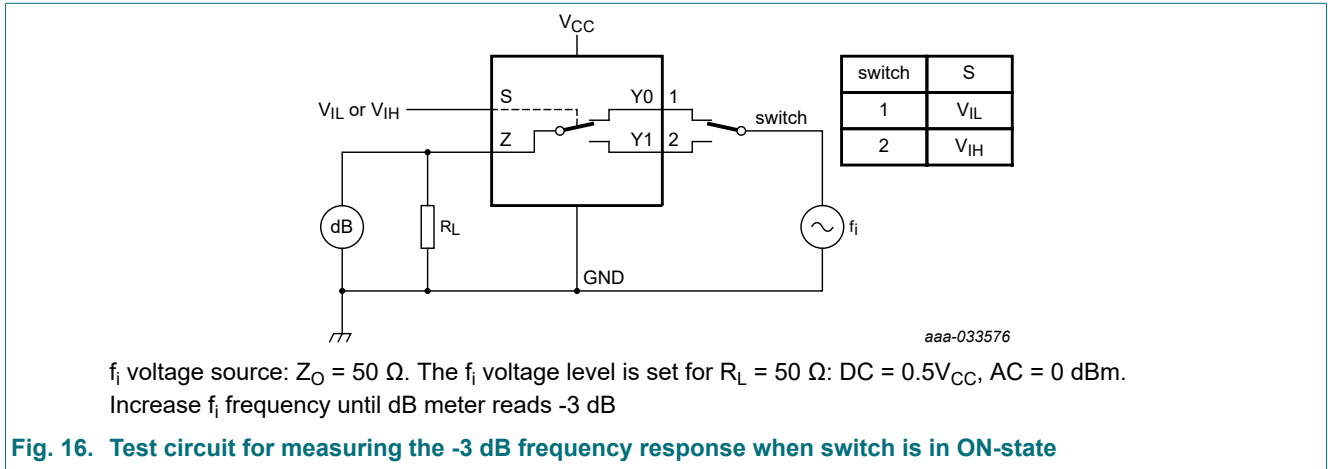 VCC
switch S
1 VIL
2 VIH
S
Y0 1
VIL or VIH
switch
Z
Y1 2
dB
RL
fi
GND
aaa-033576
fi voltage source: ZO = 50 Ω. The fi voltage level is set for RL = 50 Ω: DC = 0.5VCC, AC = 0 dBm.
Increase fi frequency until dB meter reads -3 dB
Fig. 16. Test circuit for measuring the -3 dB frequency response when switch is in ON-state